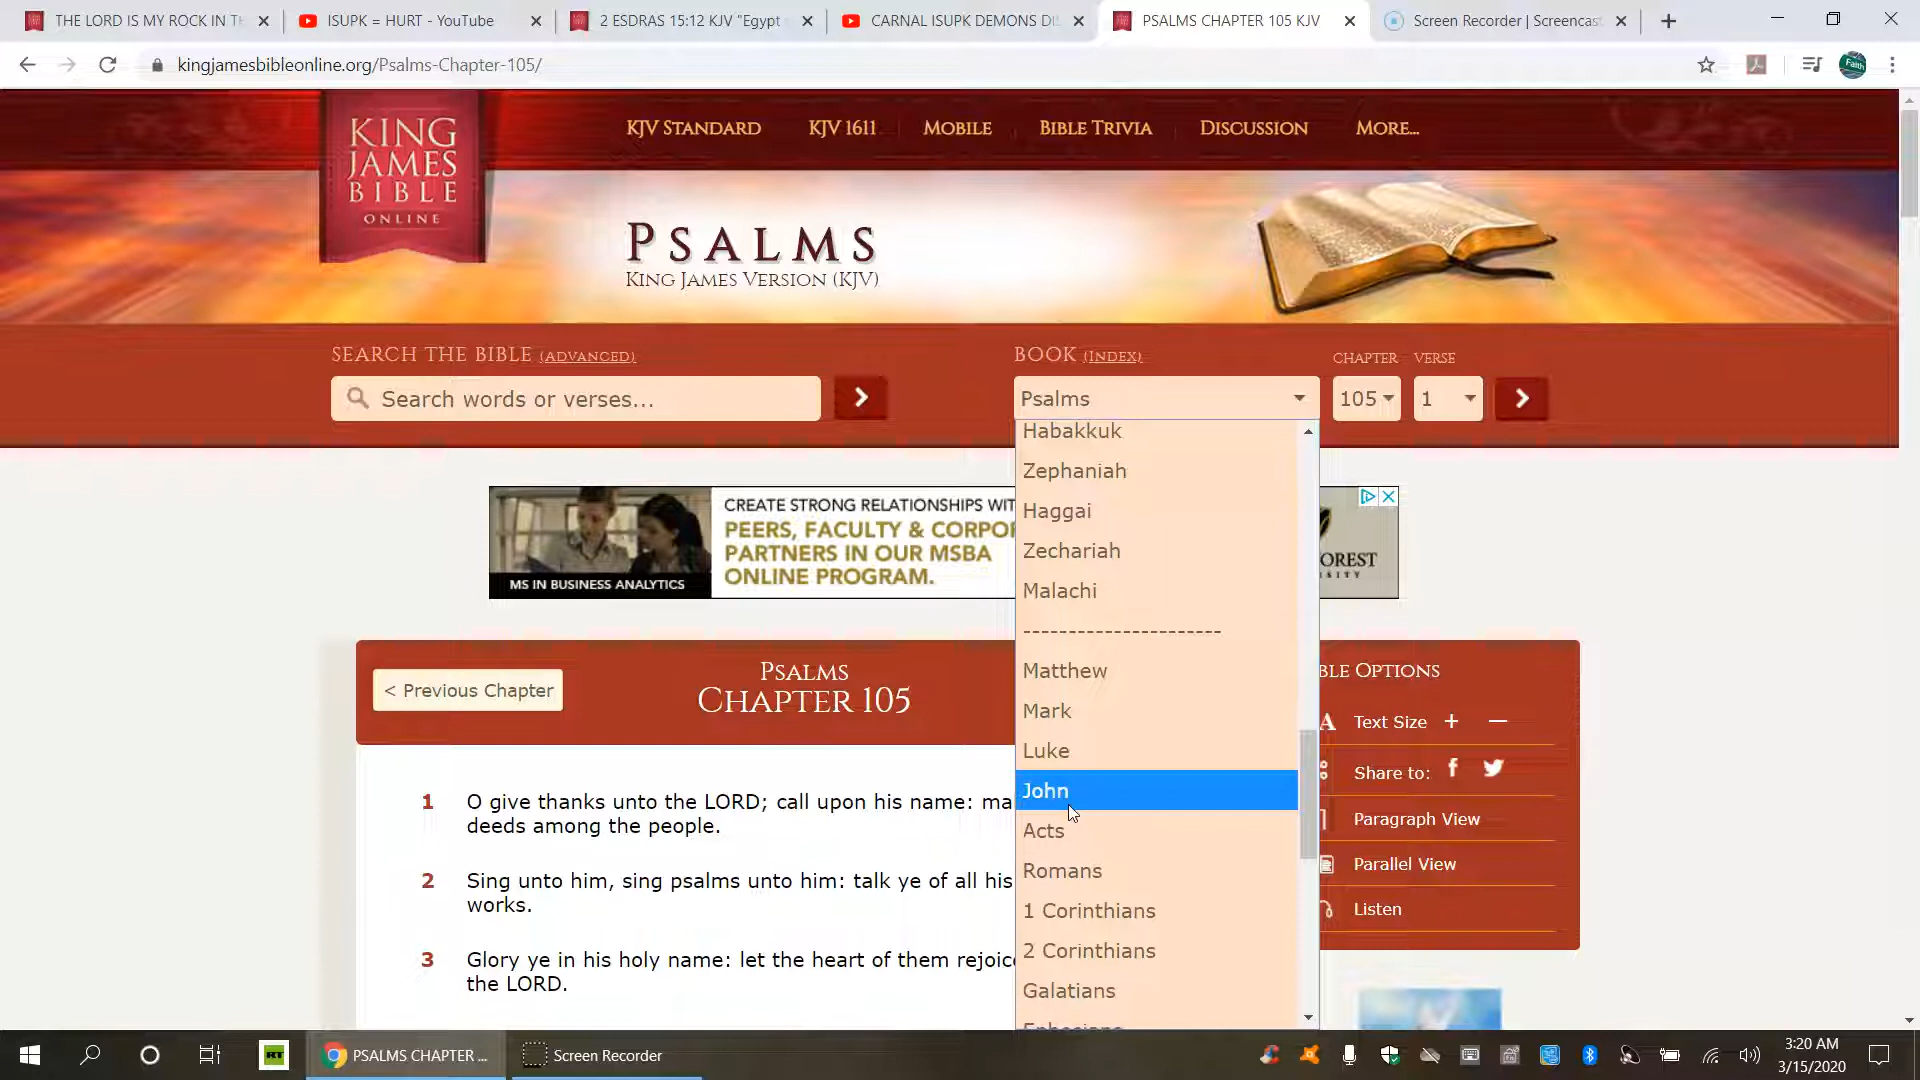 THE LORD IS MY ROCK IN TH
ISUPK = HURT - YouTube
2 ESDRAS 15:12 KJV "Egypt
CARNAL ISUPK DEMONS DI
PSALMS CHAPTER 105 KJV
Screen Recorder | Screencast
kingjamesbibleonline.org/Psalms-Chapter-105/
Faith
KING
JAMES
BIBLE
ONLINE
KJV STANDARD
KJV 1611
MOBILE
BIBLE TRIVIA
DISCUSSION
MORE...
PSALMS
KING JAMES VERSION (KJV)
SEARCH THE BIBLE (ADVANCED)
Search words or verses...
BOOK (INDEX)
CHAPTER
VERSE
Psalms
105
1
Habakkuk
Zephaniah
Haggai
Zechariah
Malachi
----------------------
Matthew
Mark
Luke
John
Acts
Romans
1 Corinthians
2 Corinthians
Galatians
Ephesians
MS IN BUSINESS ANALYTICS
CREATE STRONG RELATIONSHIPS WIT
PEERS, FACULTY & CORPO
PARTNERS IN OUR MSBA
ONLINE PROGRAM.
OREST
SITY
< Previous Chapter
PSALMS
CHAPTER 105
1 O give thanks unto the LORD; call upon his name: ma
deeds among the people.
2 Sing unto him, sing psalms unto him: talk ye of all his
works.
3 Glory ye in his holy name: let the heart of them rejoic
the LORD.
BLE OPTIONS
A Text Size + —
Share to:
Paragraph View
Parallel View
Listen
RT
PSALMS CHAPTER ...
Screen Recorder
3:20 AM
3/15/2020